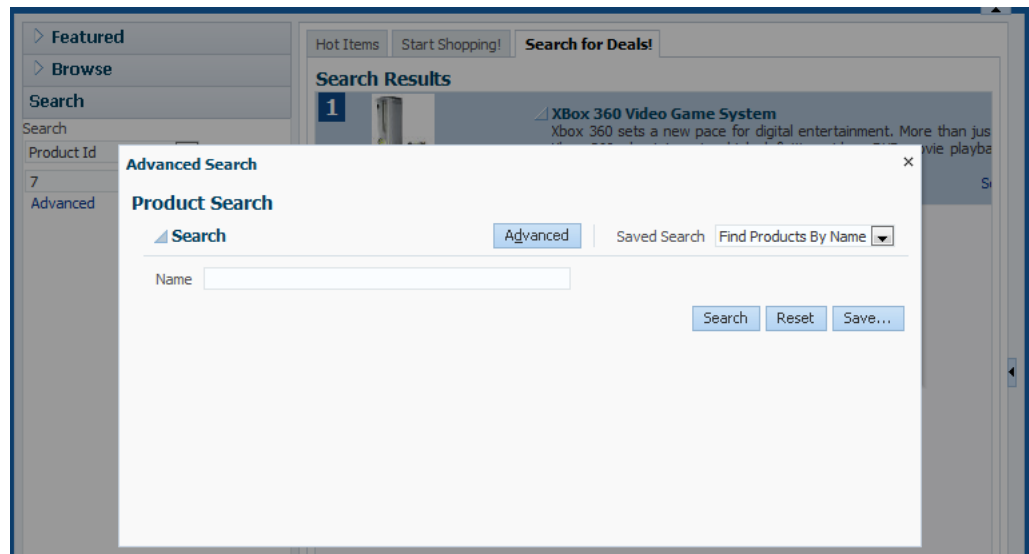 Featured
Browse
Search
Search
Product Id
7
Advanced
Hot Items Start Shopping! Search for Deals!
Search Results
1
XBox 360 Video Game System
Xbox 360 sets a new pace for digital entertainment. More than jus
Advanced Search
Product Search
Search Advanced Saved Search Find Products By Name
Name
Search Reset Save...